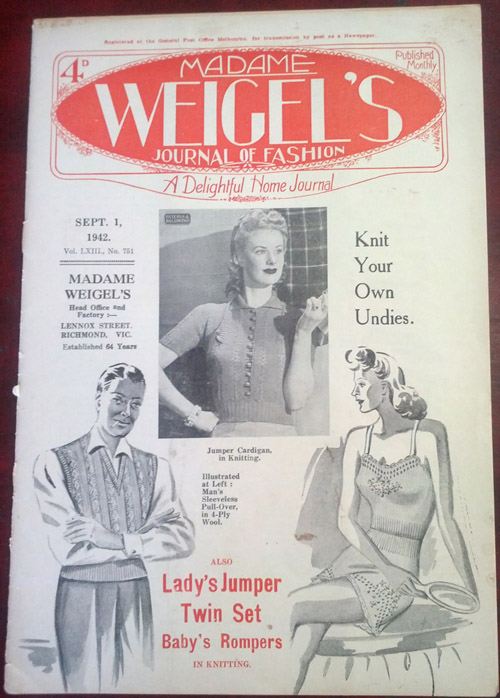 Registered at the General Post Office Melbourne, for transmission by post as a Newspaper.
4D
Published
Monthly
MADAME
WEIGEL'S
JOURNAL OF FASHION
A Delightful Home Journal
SEPT. 1,
1942.
Vol. LXIII., No. 751
MADAME
WEIGEL'S
Head Office and
Factory :—
LENNOX STREET.
RICHMOND, VIC.
Established 64 Years
Knit
Your
Own
Undies.
Jumper Cardigan,
in Knitting.
Illustrated
at Left :
Man's
Sleeveless
Pull-Over,
in 4-Ply
Wool.
ALSO
Lady's Jumper
Twin Set
Baby's Rompers
IN KNITTING.